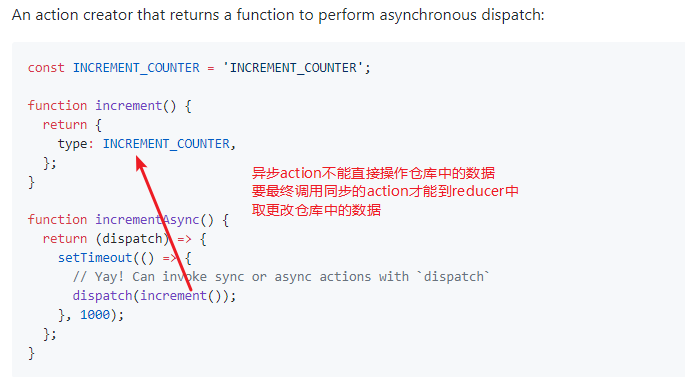 An action creator that returns a function to perform asynchronous dispatch:
const INCREMENT_COUNTER = 'INCREMENT_COUNTER';
function increment() {
  return {
    type: INCREMENT_COUNTER,
  };
}
异步action不能直接操作仓库中的数据
要最终调用同步的action才能到reducer中
取更改仓库中的数据
function incrementAsync() {
  return (dispatch) => {
    setTimeout(() => {
      // Yay! Can invoke sync or async actions with `dispatch`
      dispatch(increment());
    }, 1000);
  };
}